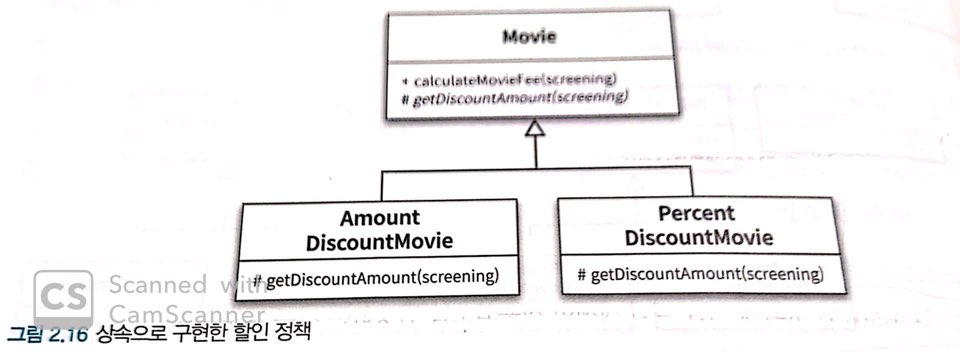 Movie
+ calculateMovieFee(screening)
# getDiscountAmount(screening)
Amount
DiscountMovie
# getDiscountAmount(screening)
Percent
DiscountMovie
# getDiscountAmount(screening)
CS Scanned with
CamScanner
그림 2.16 상속으로 구현한 할인 정책